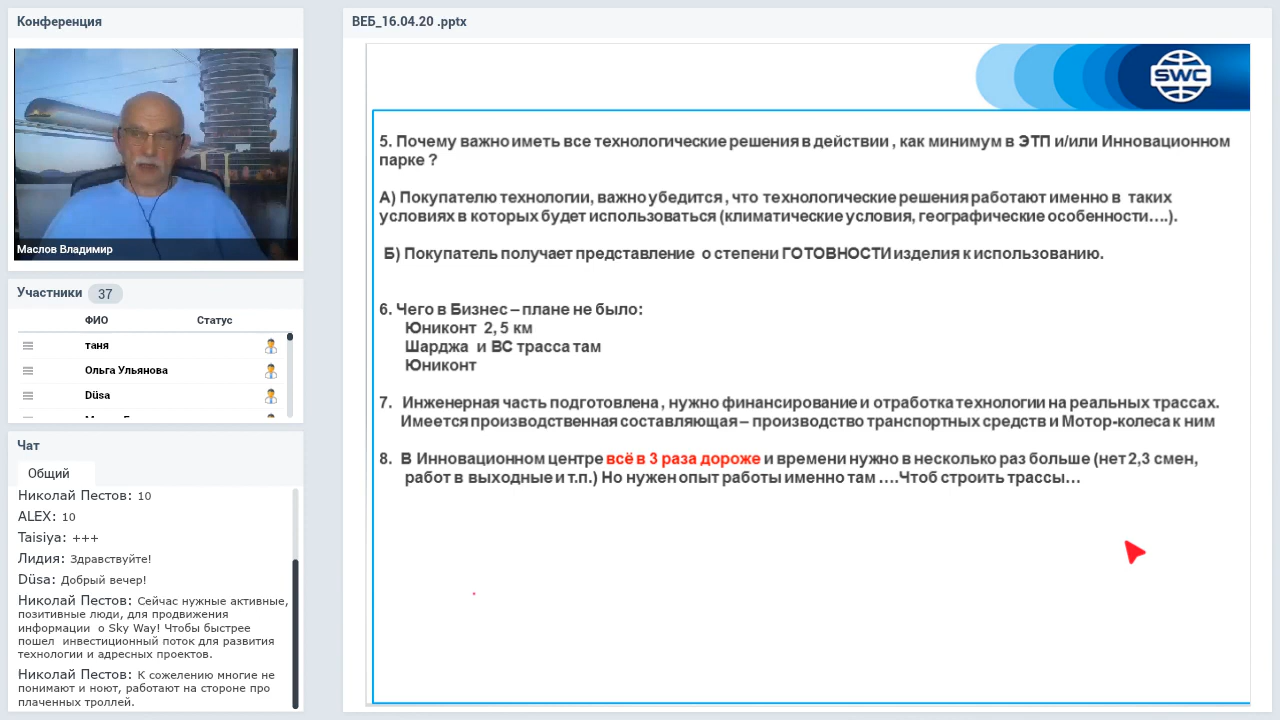 Конференция
Маслов Владимир
Участники 37
ФИО Статус
таня
Ольга Ульянова
Düsa
Чат
Общий
Николай Пестов: 10
ALEX: 10
Taisiya: +++
Лидия: Здравствуйте!
Düsa: Добрый вечер!
Николай Пестов: Сейчас нужные активные,
позитивные люди, для продвижения
информации о Sky Way! Чтобы быстрее
пошел инвестиционный поток для развития
технологии и адресных проектов.
Николай Пестов: К сожелению многие не
понимают и ноют, работают на стороне про
плаченных троллей.
ВЕБ_16.04.20 .pptx
SWC
5. Почему важно иметь все технологические решения в действии , как минимум в ЭТП и/или Инновационном
парке ?
А) Покупателю технологии, важно убедится , что технологические решения работают именно в таких
условиях в которых будет использоваться (климатические условия, географические особенности….).
Б) Покупатель получает представление о степени ГОТОВНОСТИ изделия к использованию.
6. Чего в Бизнес – плане не было:
Юниконт 2, 5 км
Шарджа и ВС трасса там
Юниконт
7. Инженерная часть подготовлена , нужно финансирование и отработка технологии на реальных трассах.
Имеется производственная составляющая – производство транспортных средств и Мотор-колеса к ним
8. В Инновационном центре всё в 3 раза дороже и времени нужно в несколько раз больше (нет 2,3 смен,
работ в выходные и т.п.) Но нужен опыт работы именно там ….Чтоб строить трассы…